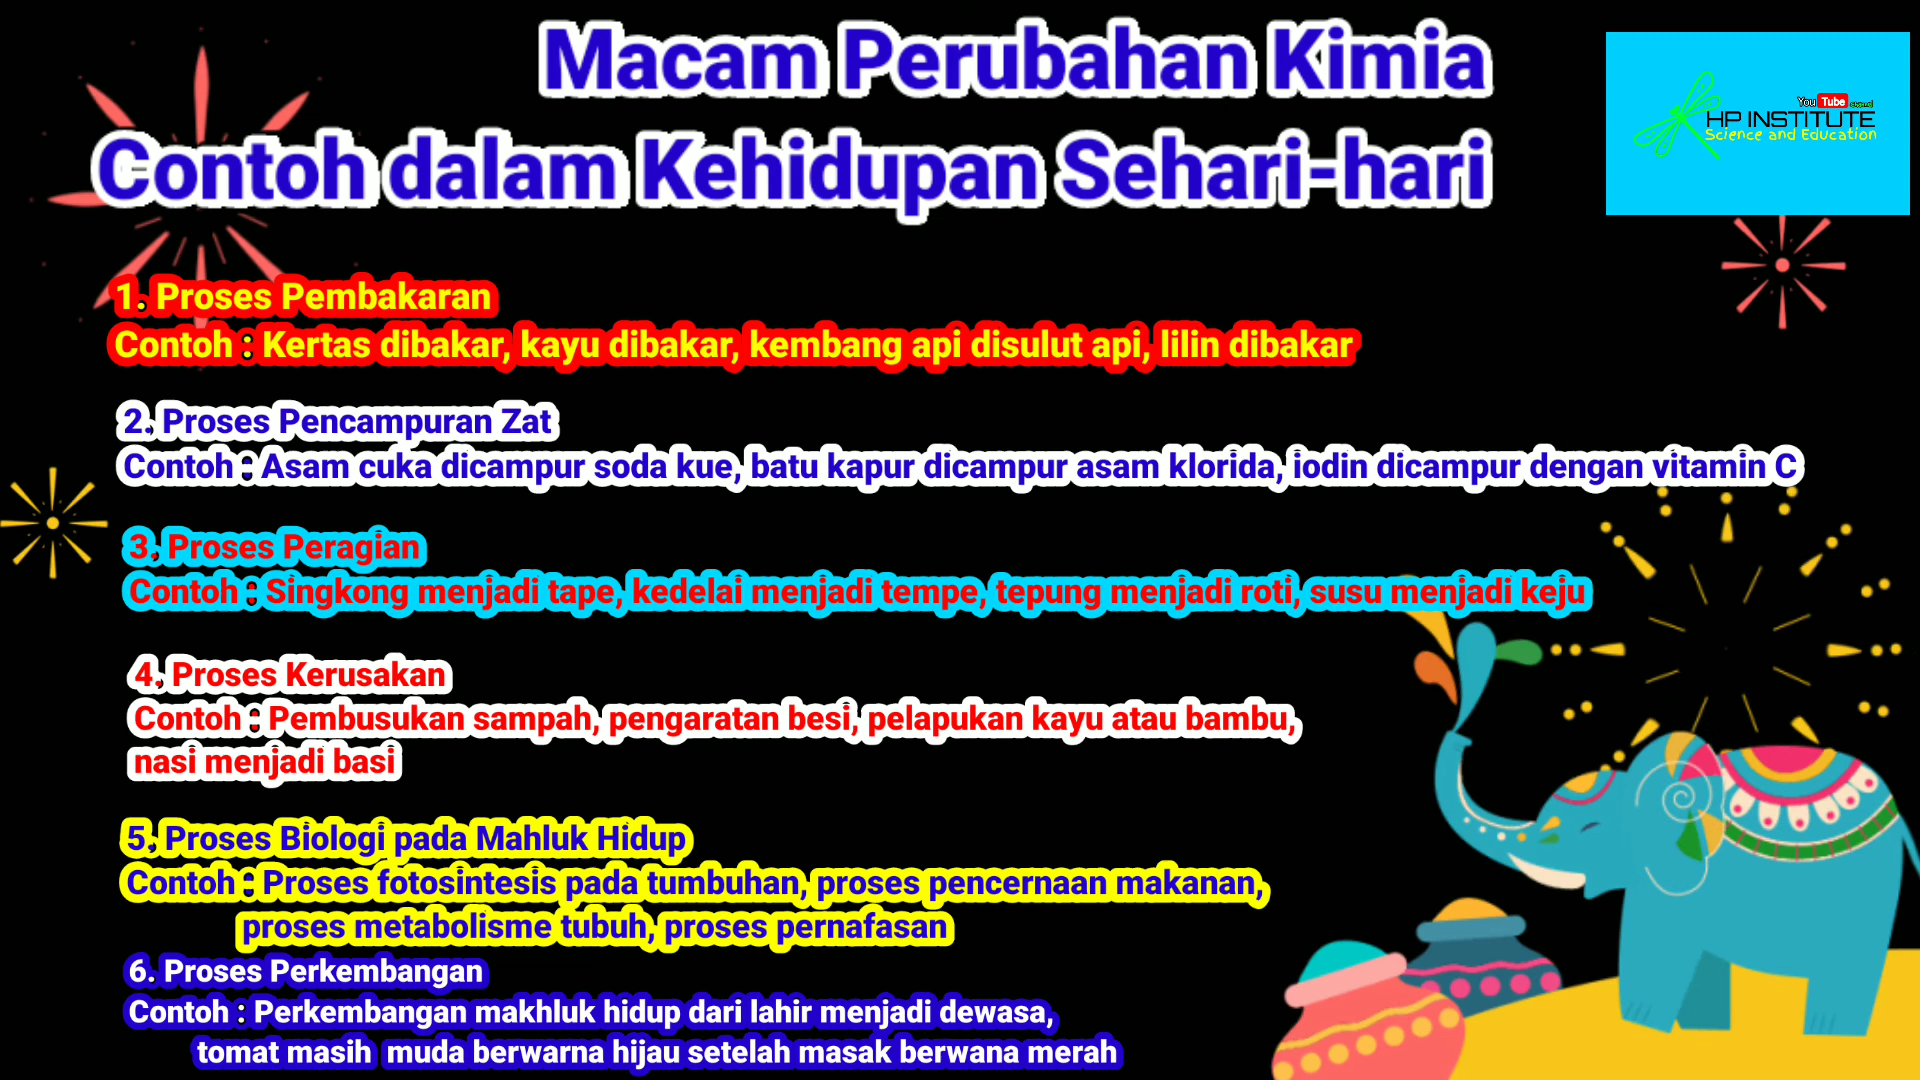 Macam Perubahan Kimia
Contoh dalam Kehidupan Sehari-hari
You Tube Channel
HP INSTITUTE
Science and Education
1. Proses Pembakaran
Contoh : Kertas dibakar, kayu dibakar, kembang api disulut api, lilin dibakar
2. Proses Pencampuran Zat
Contoh : Asam cuka dicampur soda kue, batu kapur dicampur asam klorida, iodin dicampur dengan vitamin C
3. Proses Peragian
Contoh : Singkong menjadi tape, kedelai menjadi tempe, tepung menjadi roti, susu menjadi keju
4. Proses Kerusakan
Contoh : Pembusukan sampah, pengaratan besi, pelapukan kayu atau bambu,
nasi menjadi basi
5. Proses Biologi pada Mahluk Hidup
Contoh : Proses fotosintesis pada tumbuhan, proses pencernaan makanan,
proses metabolisme tubuh, proses pernafasan
6. Proses Perkembangan
Contoh : Perkembangan makhluk hidup dari lahir menjadi dewasa,
tomat masih muda berwarna hijau setelah masak berwana merah